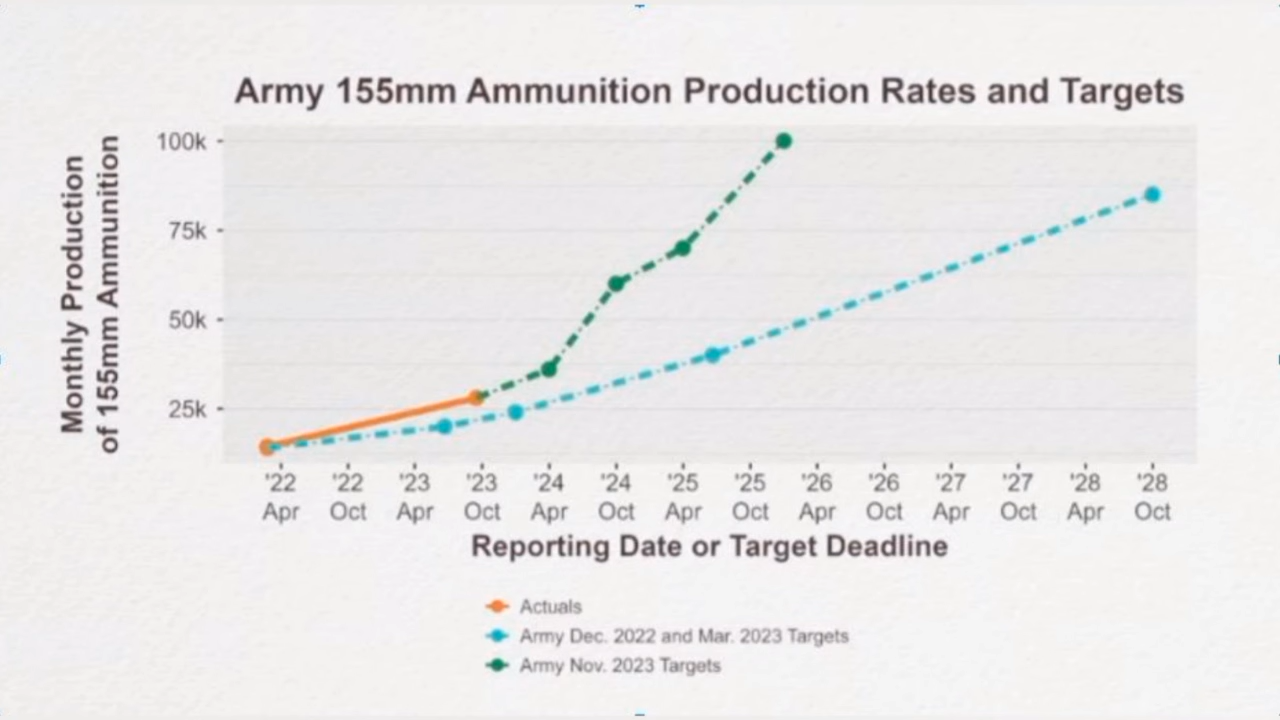 Army 155mm Ammunition Production Rates and Targets
Monthly Production
of 155mm Ammunition
100k
75k
50k
25k
'22 '22 '23 '23 '24 '24 '25 '25 '26 '26 '27 '27 '28 '28
Apr Oct Apr Oct Apr Oct Apr Oct Apr Oct Apr Oct Apr Oct
Reporting Date or Target Deadline
Actuals
Army Dec. 2022 and Mar. 2023 Targets
Army Nov. 2023 Targets